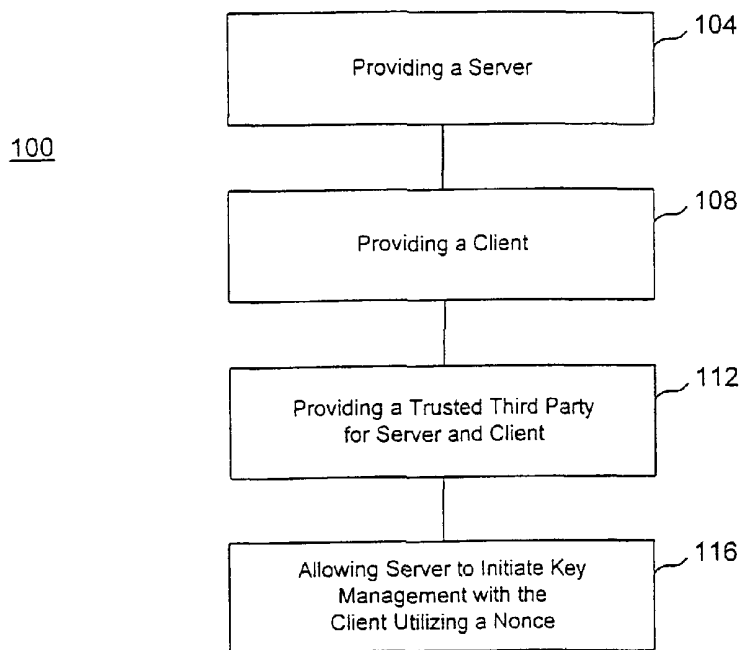 104
Providing a Server
100
108
Providing a Client
112
Providing a Trusted Third Party
for Server and Client
116
Allowing Server to Initiate Key
Management with the
Client Utilizing a Nonce